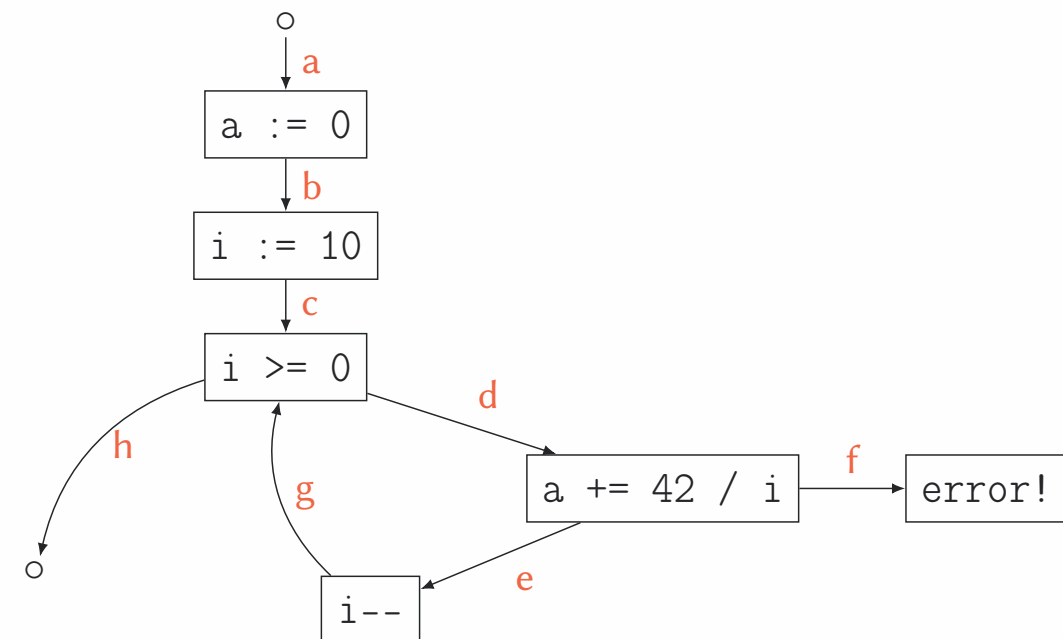 a
a := 0
b
i := 10
c
i >= 0
d
h
f
g
a += 42 / i
error!
e
i--